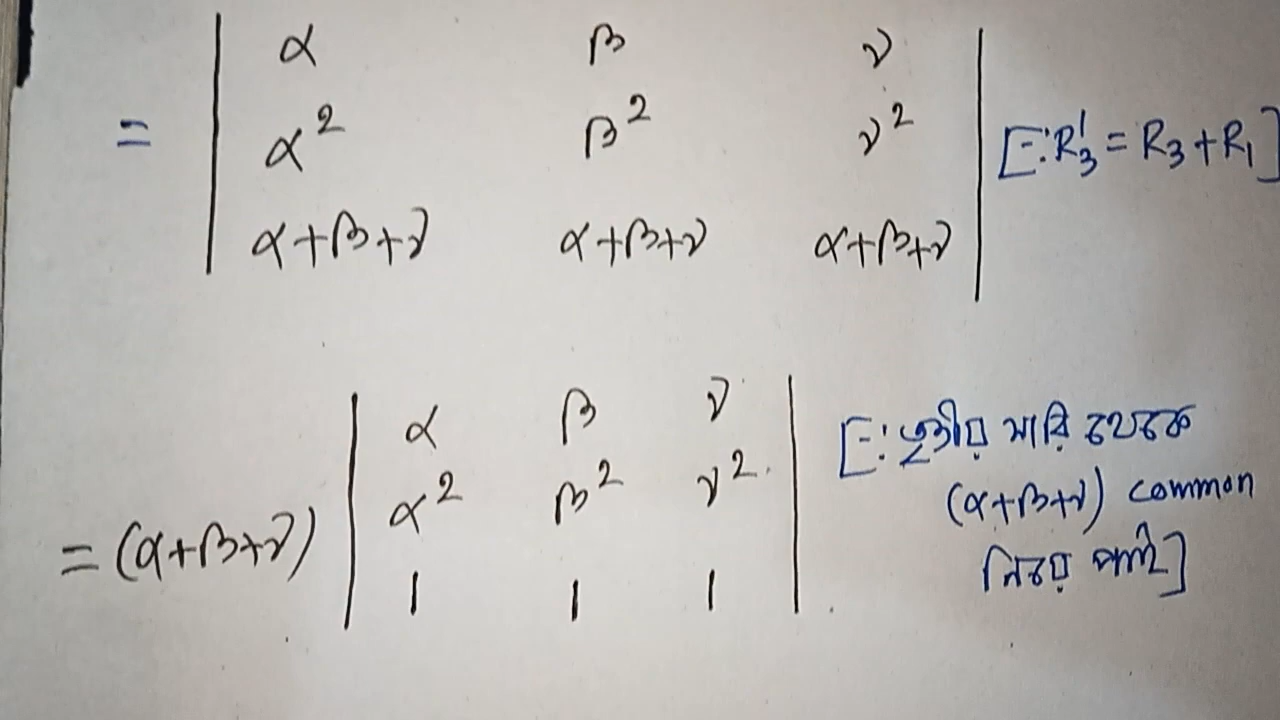 = | α β γ |
| α² β² γ² | [∵ R₃′ = R₃ + R₁]
| α+β+γ α+β+γ α+β+γ |
= (α+β+γ) | α β γ | [∵ তৃতীয় সারি থেকে
| α² β² γ² | (α+β+γ) common
| 1 1 1 | নিয়ে পাই]